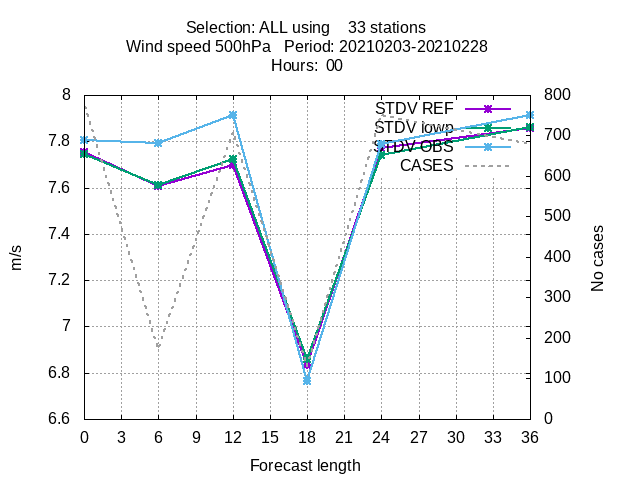 Selection: ALL using 33 stations
Wind speed 500hPa Period: 20210203-20210228
Hours: 00
8 800
STDV REF
STDV lowp
STDV OBS
CASES
7.8 700
7.6 600
7.4 500
7.2 400
7 300
6.8 200
100
6.6 0
m/s
No cases
0 3 6 9 12 15 18 21 24 27 30 33 36
Forecast length